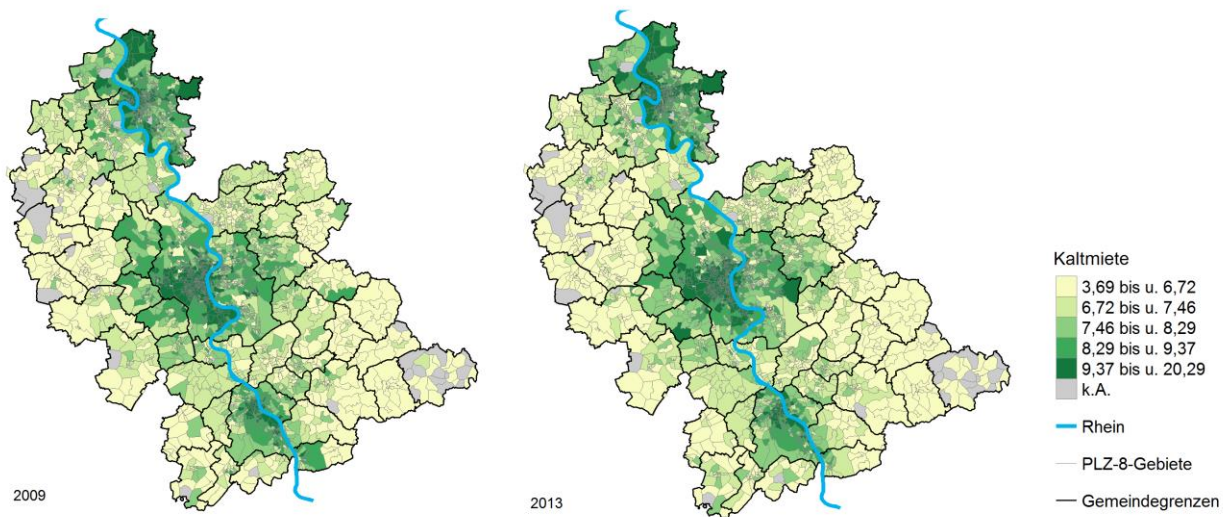 2009
2013
Kaltmiete
3,69 bis u. 6,72
6,72 bis u. 7,46
7,46 bis u. 8,29
8,29 bis u. 9,37
9,37 bis u. 20,29
k.A.
Rhein
PLZ-8-Gebiete
Gemeindegrenzen